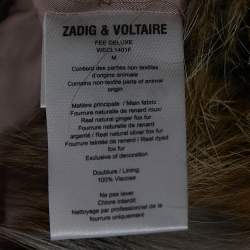 ZADIG & VOLTAIRE
FEE DELUXE
WGCL1401F
M
Contient des parties non textiles
d'origine animale
Contains non-textile parts of animal
origin
Matière principale / Main fabric
Fourrure naturelle de renard roux/
Real natural ginger fox fur
Fourrure naturelle de renard /
Real natural fox fur
Fourrure teintée de renard / Real dyed
fox fur
Exclusive of decoration
Doublure / Lining:
100% Viscose
Ne pas laver
Chlore interdit
Nettoyage par professionnel de la
fourrure uniquement